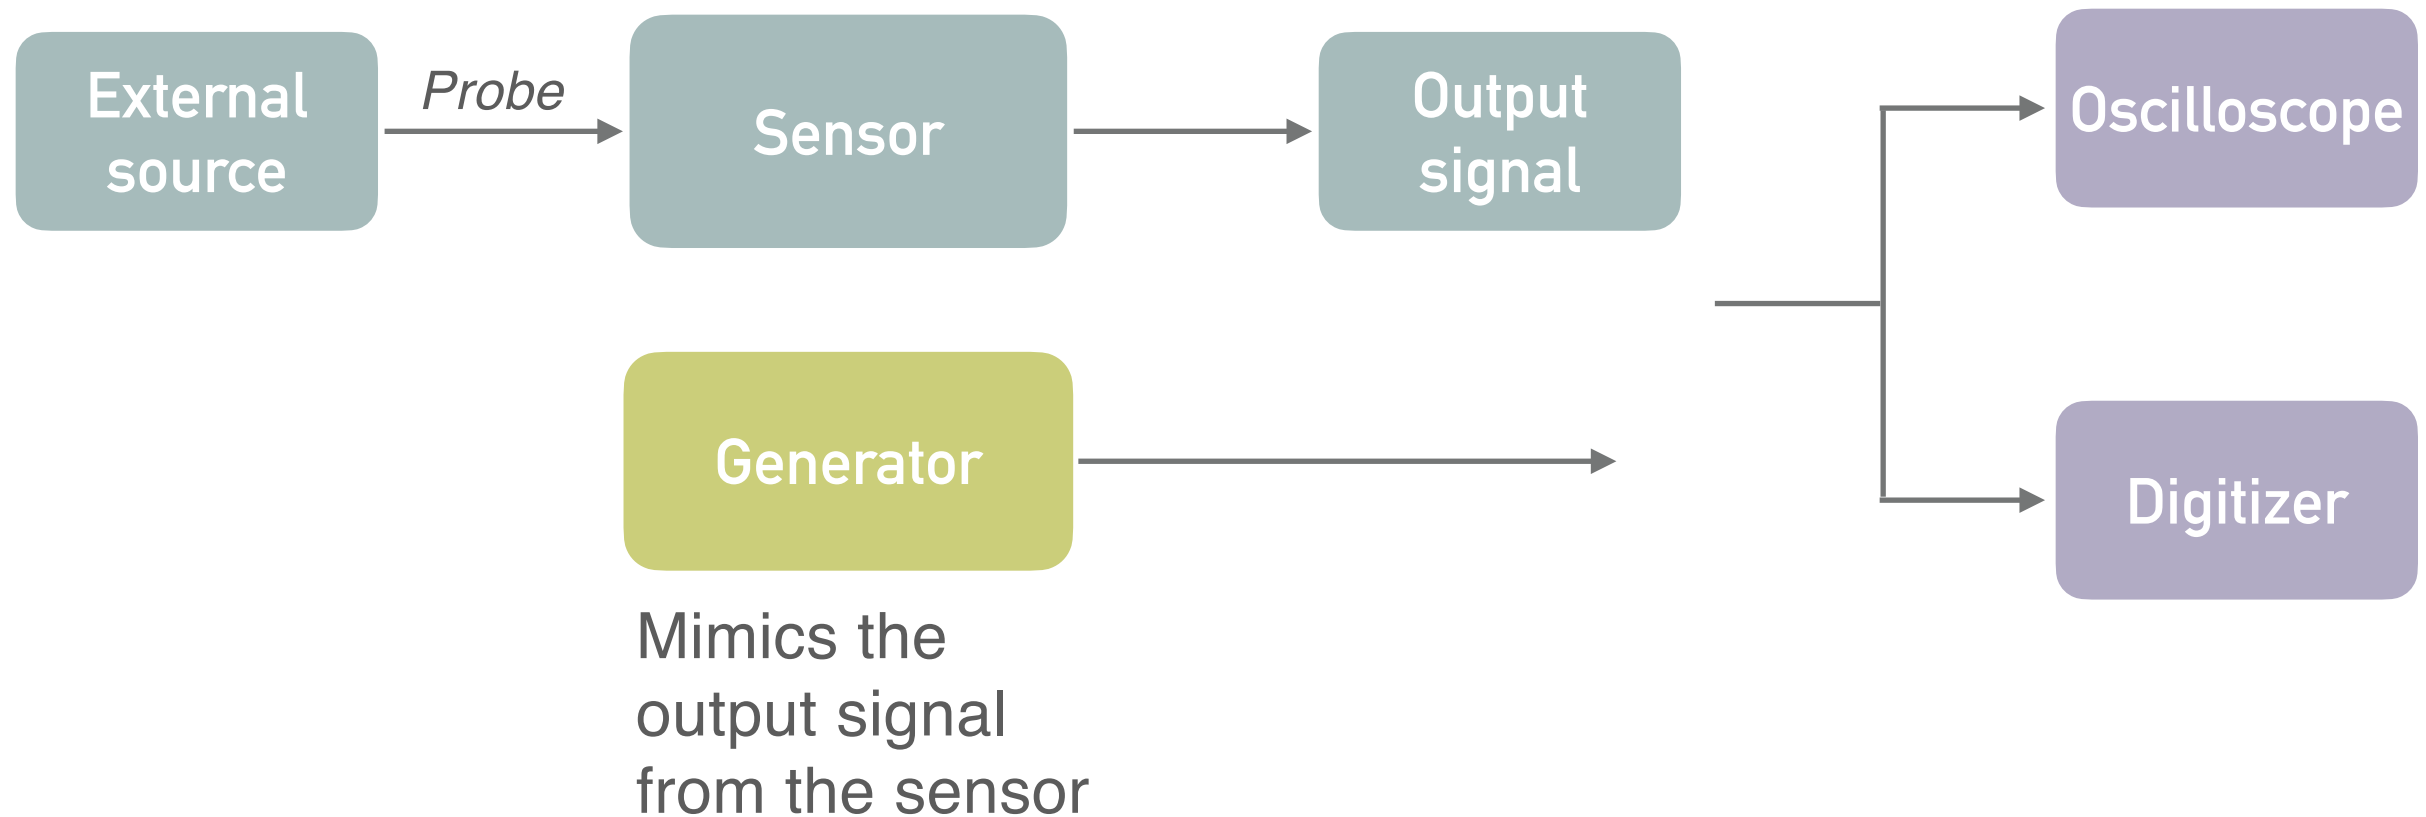 External
source
Probe
Sensor
Output
signal
Oscilloscope
Generator
Digitizer
Mimics the
output signal
from the sensor